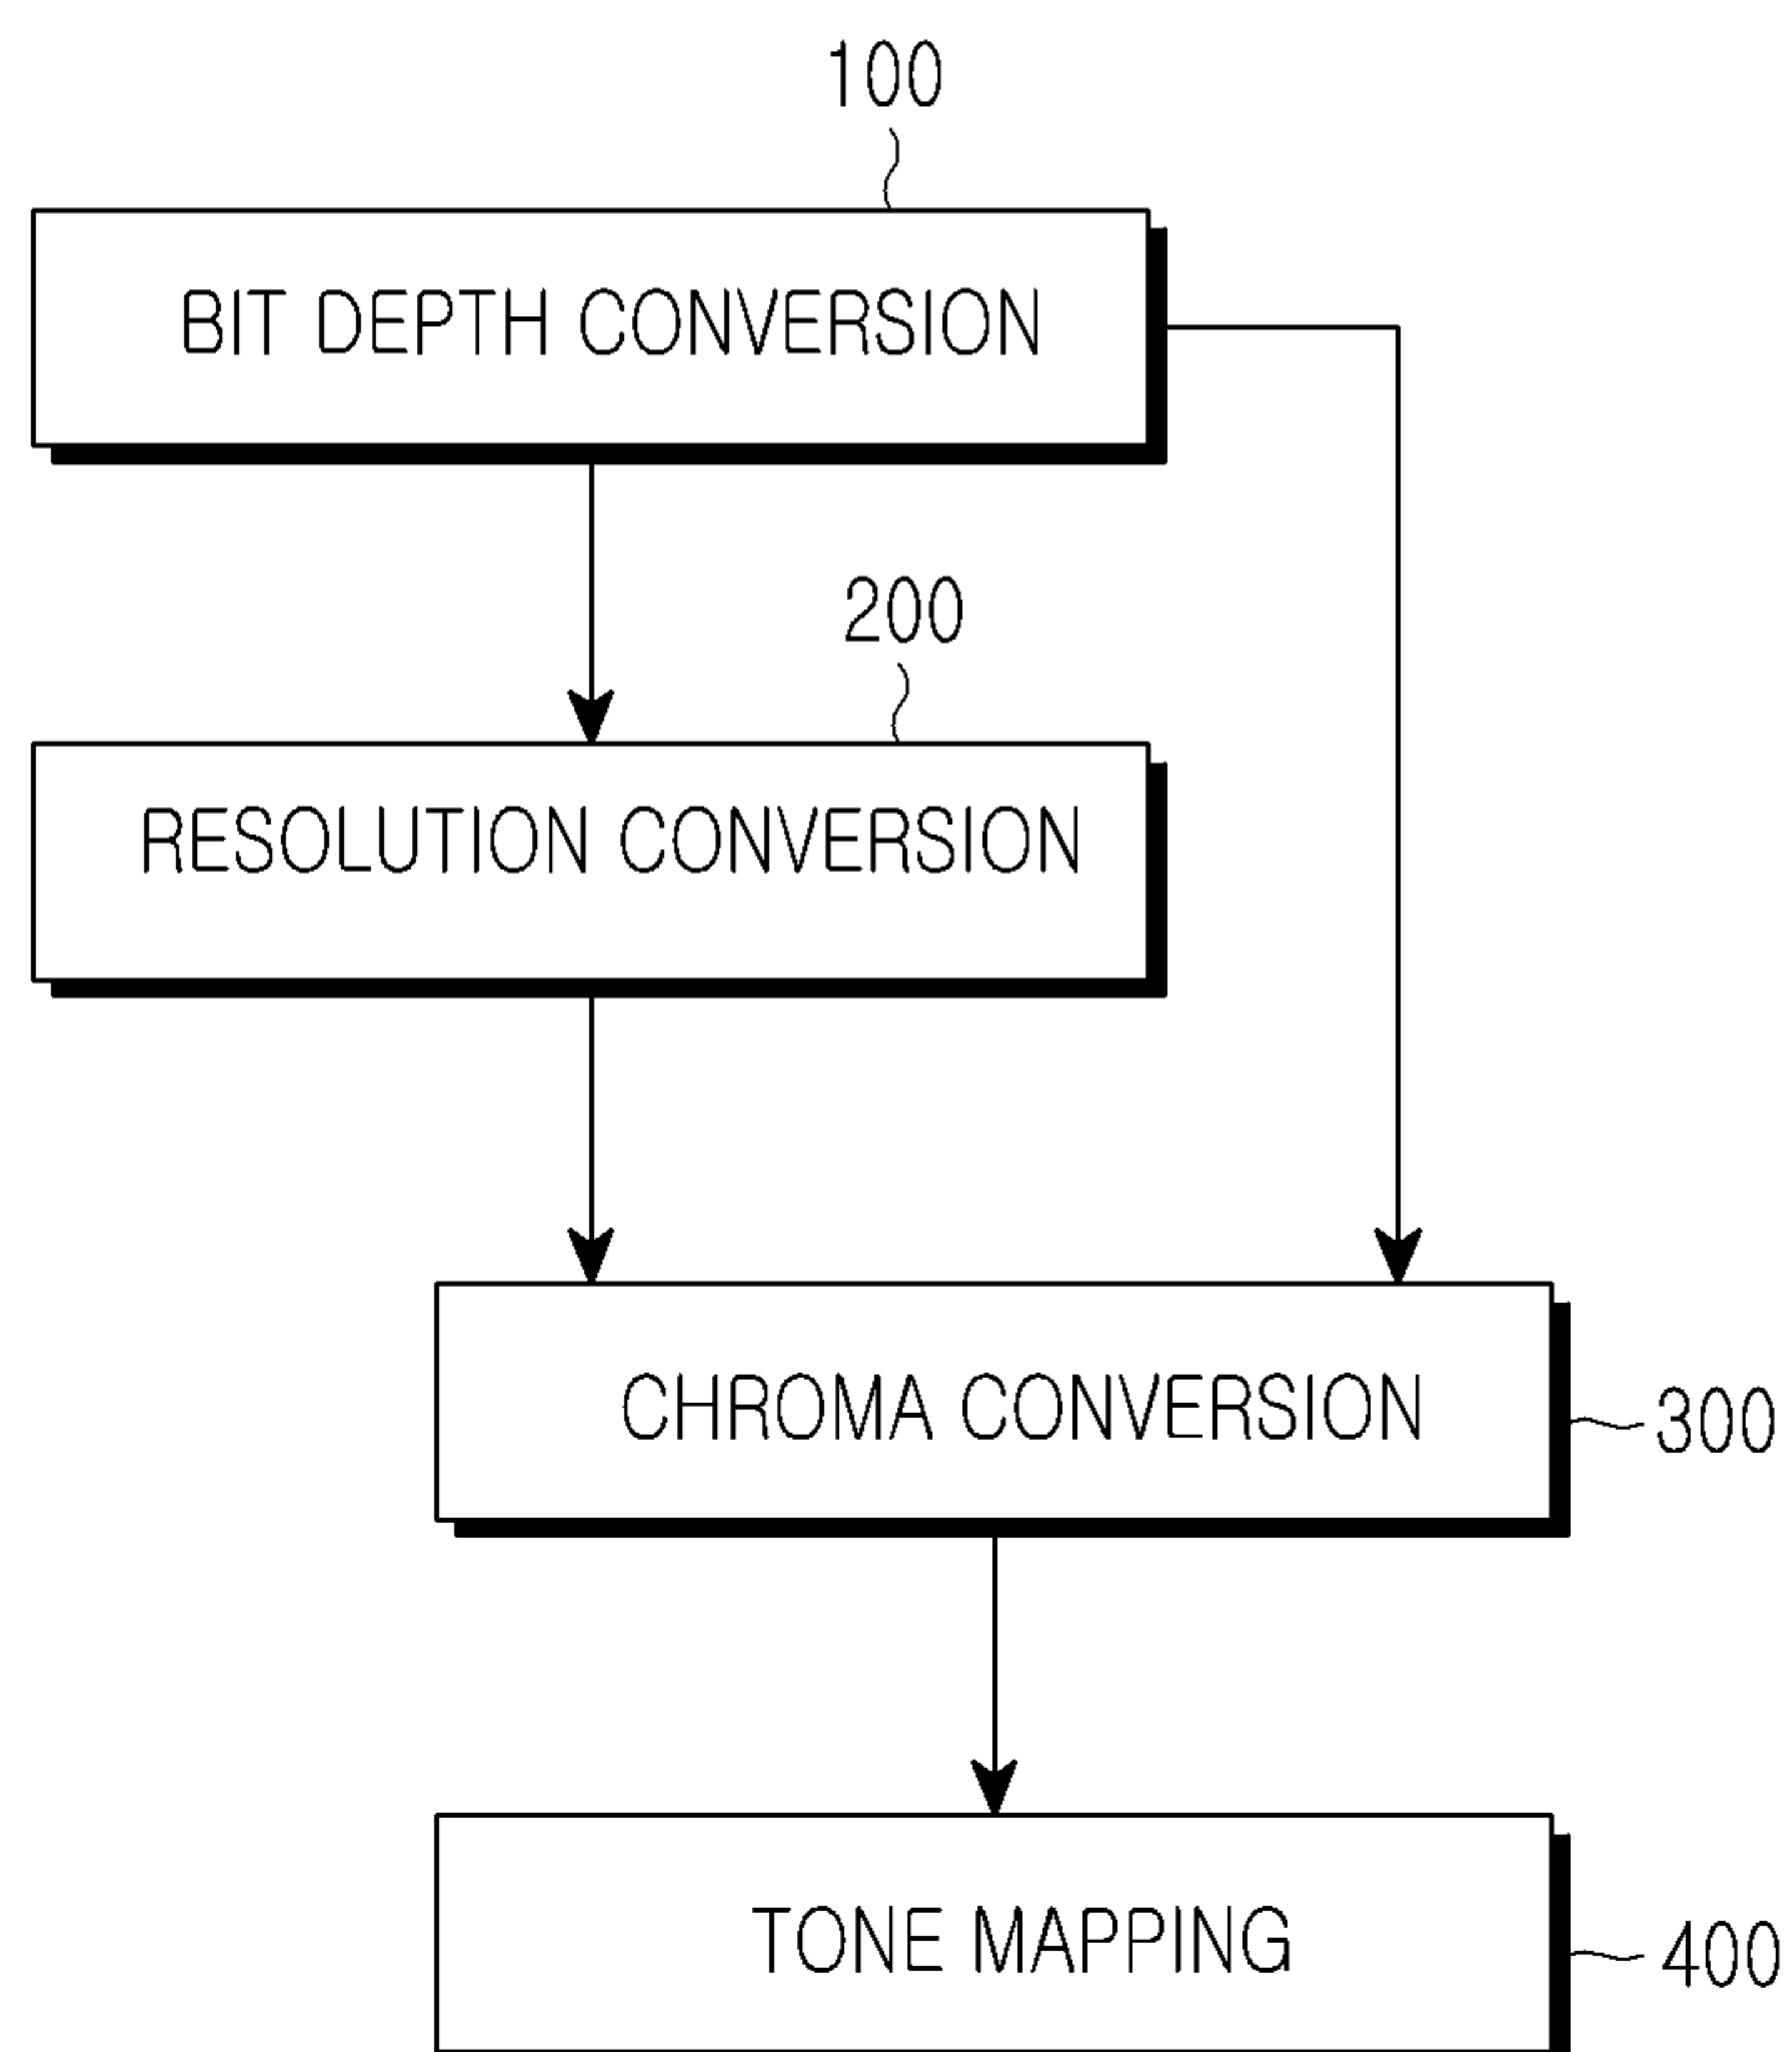 100
BIT DEPTH CONVERSION
200
RESOLUTION CONVERSION
CHROMA CONVERSION
300
TONE MAPPING
400